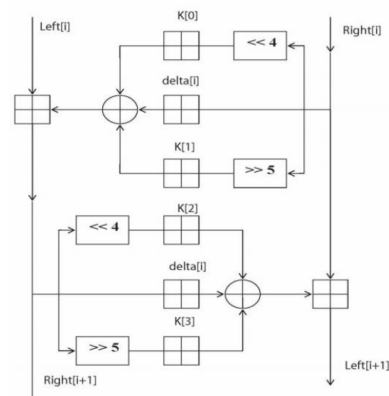 Left[i]
K[0]
Right[i]
<< 4
delta[i]
K[1]
>> 5
K[2]
<< 4
delta[i]
K[3]
>> 5
Right[i+1]
Left[i+1]